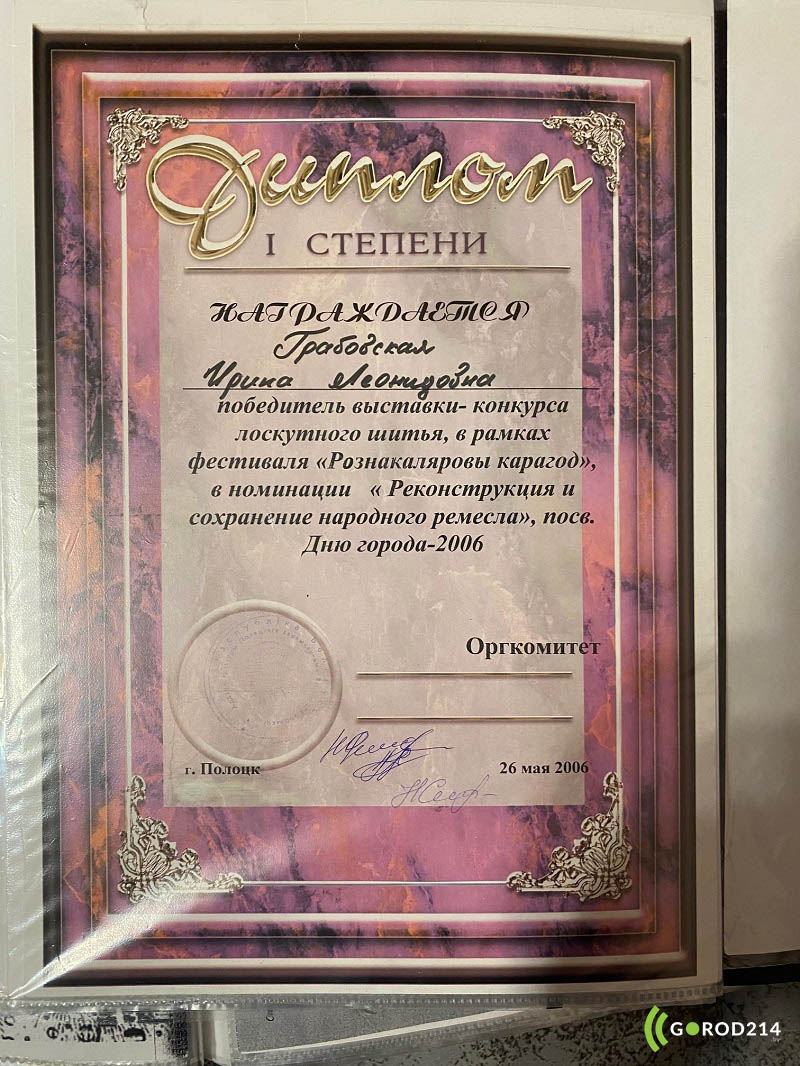 Диплом
I СТЕПЕНИ
НАГРАЖДАЕТСЯ
Грабовская
Ирина Леонидовна
победитель выставки- конкурса
лоскутного шитья, в рамках
фестиваля «Рознакаляровы карагод»,
в номинации « Реконструкция и
сохранение народного ремесла», посв.
Дню города-2006
Оргкомитет
г. Полоцк
26 мая 2006
GOROD214